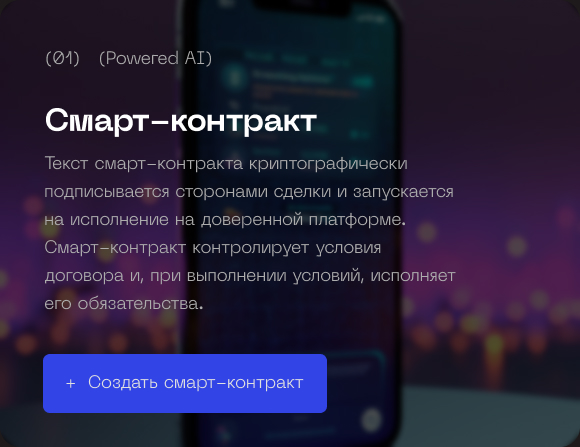 (01) (Powered AI)
Смарт-контракт
Текст смарт-контракта криптографически
подписывается сторонами сделки и запускается
на исполнение на доверенной платформе.
Смарт-контракт контролирует условия
договора и, при выполнении условий, исполняет
его обязательства.
+ Создать смарт-контракт